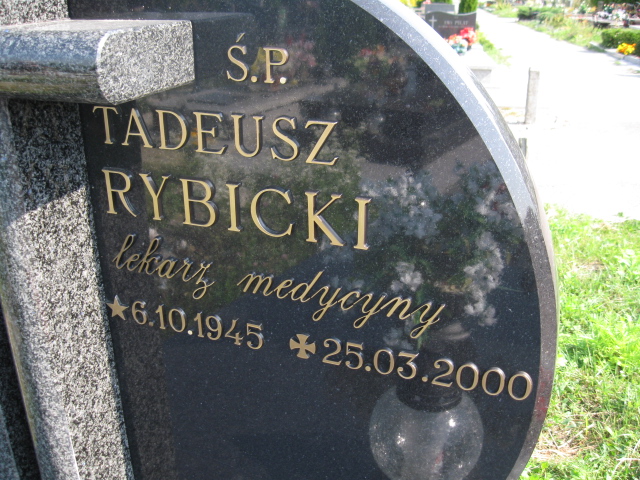 Ś.P.
TADEUSZ
RYBICKI
lekarz medycyny
6.10.1945 25.03.2000